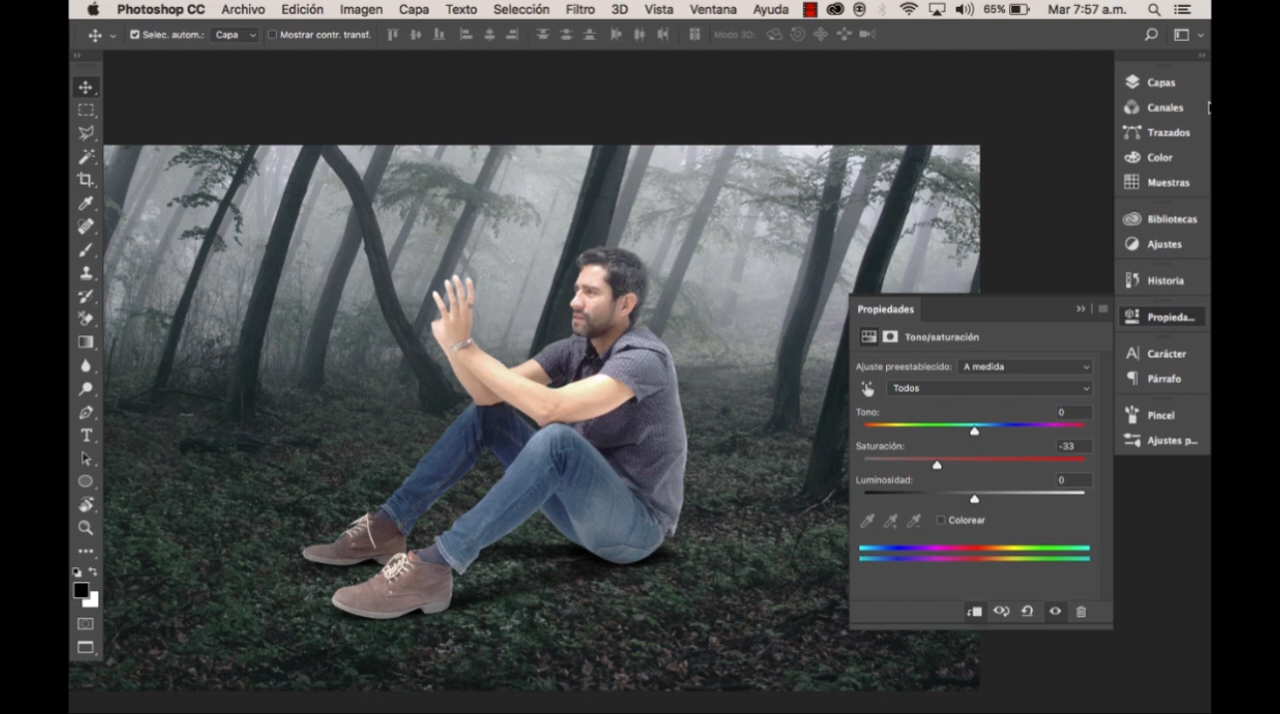 Photoshop CC Archivo Edición Imagen Capa Texto Selección Filtro 3D Vista Ventana Ayuda 65% Mar 7:57 a.m.
Selec. autom.: Capa Mostrar contr. transf. Modo 3D:
Capas
Canales
Trazados
Color
Muestras
Bibliotecas
Ajustes
Historia
Propieda...
Carácter
Párrafo
Pincel
Ajustes p...
Propiedades
Tono/saturación
Ajuste preestablecido: A medida
Todos
Tono: 0
Saturación: -33
Luminosidad: 0
Colorear